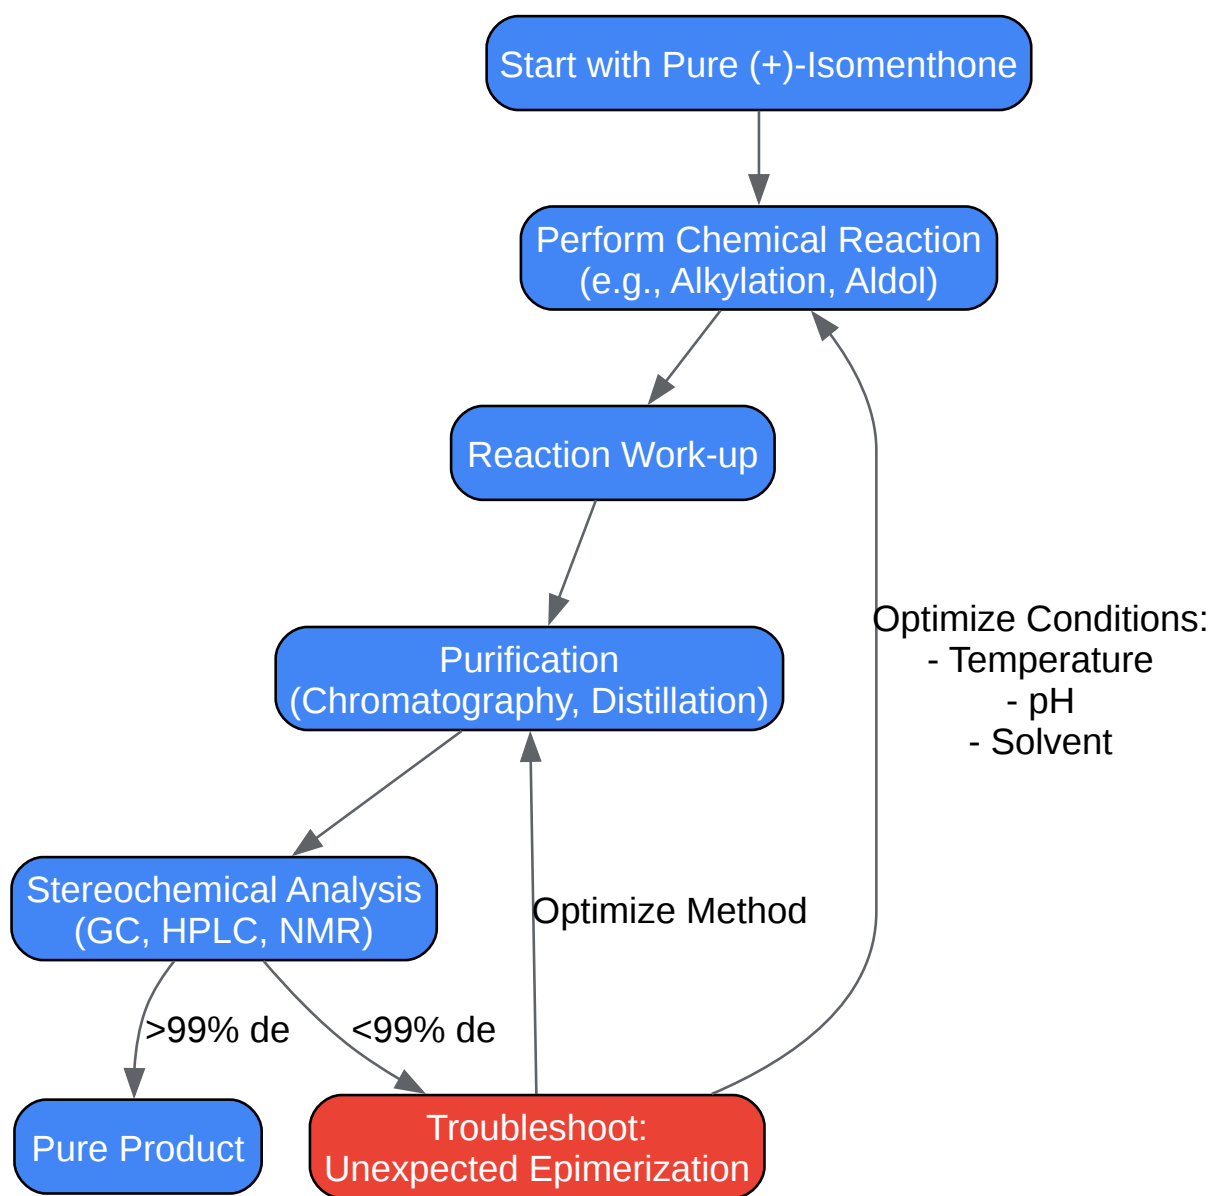 Start with Pure (+)-Isomenthone
Perform Chemical Reaction
(e.g., Alkylation, Aldol)
Reaction Work-up
Optimize Conditions:
- Temperature
- pH
- Solvent
Purification
(Chromatography, Distillation)
Stereochemical Analysis
(GC, HPLC, NMR)
Optimize Method
>99% de
<99% de
Pure Product
Troubleshoot:
Unexpected Epimerization